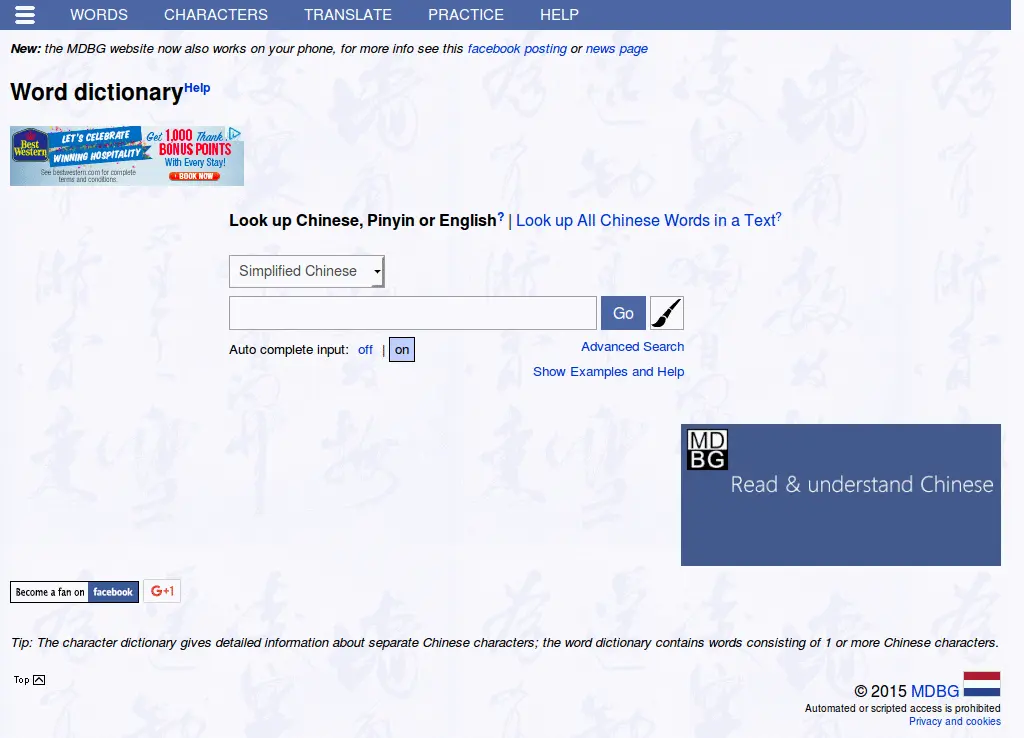 WORDS CHARACTERS TRANSLATE PRACTICE HELP
New: the MDBG website now also works on your phone, for more info see this facebook posting or news page
Word dictionary Help
Best Western
LET'S CELEBRATE
WINNING HOSPITALITY
See bestwestern.com for complete
terms and conditions.
Get 1,000 Thank
BONUS POINTS
With Every Stay!
BOOK NOW
Look up Chinese, Pinyin or English? | Look up All Chinese Words in a Text?
Simplified Chinese
Go
Auto complete input: off | on
Advanced Search
Show Examples and Help
MD
BG
Read & understand Chinese
Become a fan on facebook
G+1
Tip: The character dictionary gives detailed information about separate Chinese characters; the word dictionary contains words consisting of 1 or more Chinese characters.
Top
© 2015 MDBG
Automated or scripted access is prohibited
Privacy and cookies